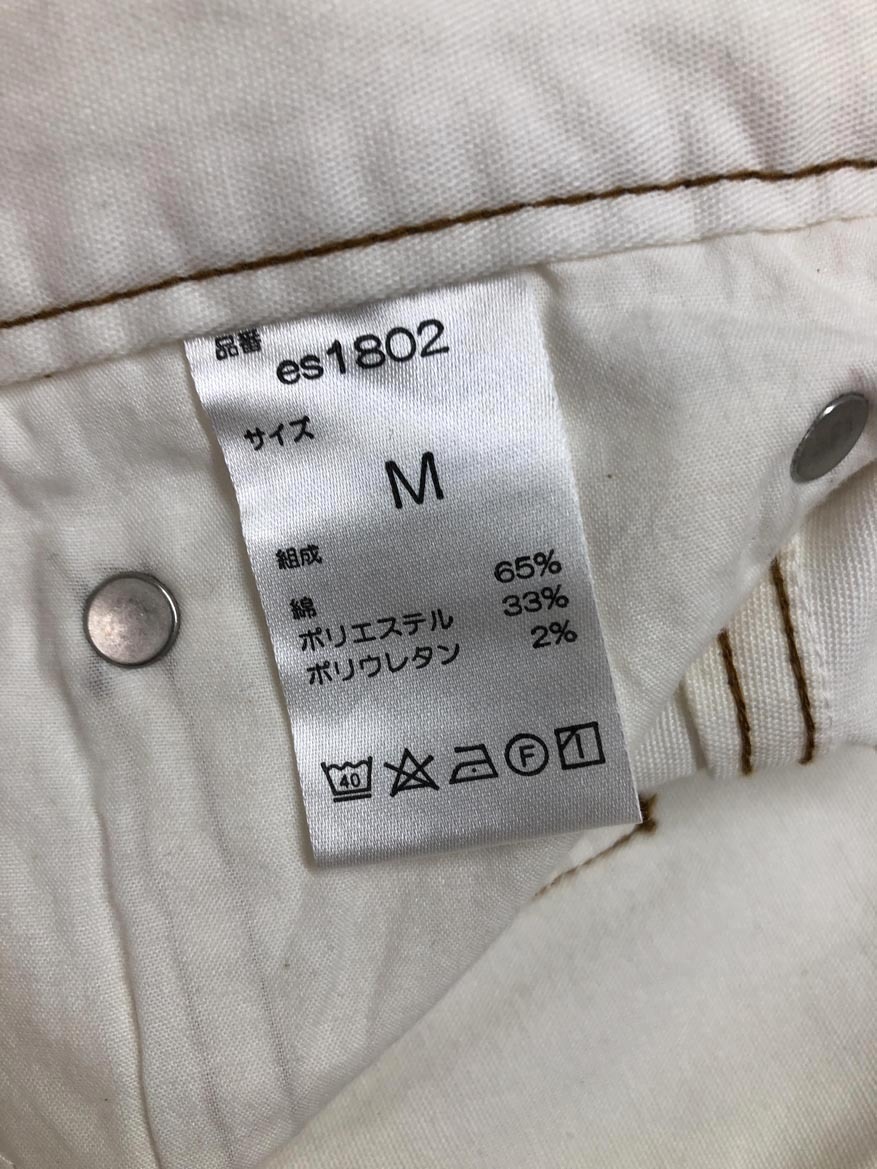 品番
es1802
サイズ
M
組成
綿 65%
ポリエステル 33%
ポリウレタン 2%
40 F